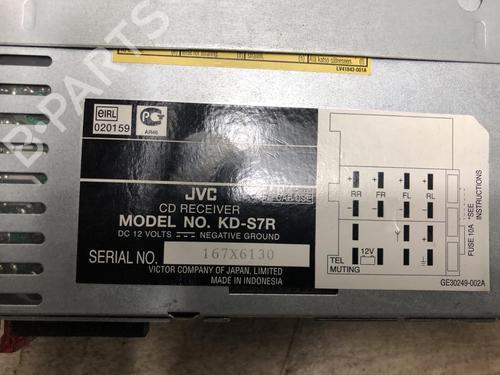 LV41843-001A
eIRL
020159
AR46
JVC
CD RECEIVER
MODEL NO. KD-S7R
DC 12 VOLTS NEGATIVE GROUND
SERIAL NO. 167X6130
VICTOR COMPANY OF JAPAN, LIMITED
MADE IN INDONESIA
RR FR FL RL
12V
TEL
MUTING
FUSE 10A
SEE
INSTRUCTIONS
GE30249-002A
B-PARTS